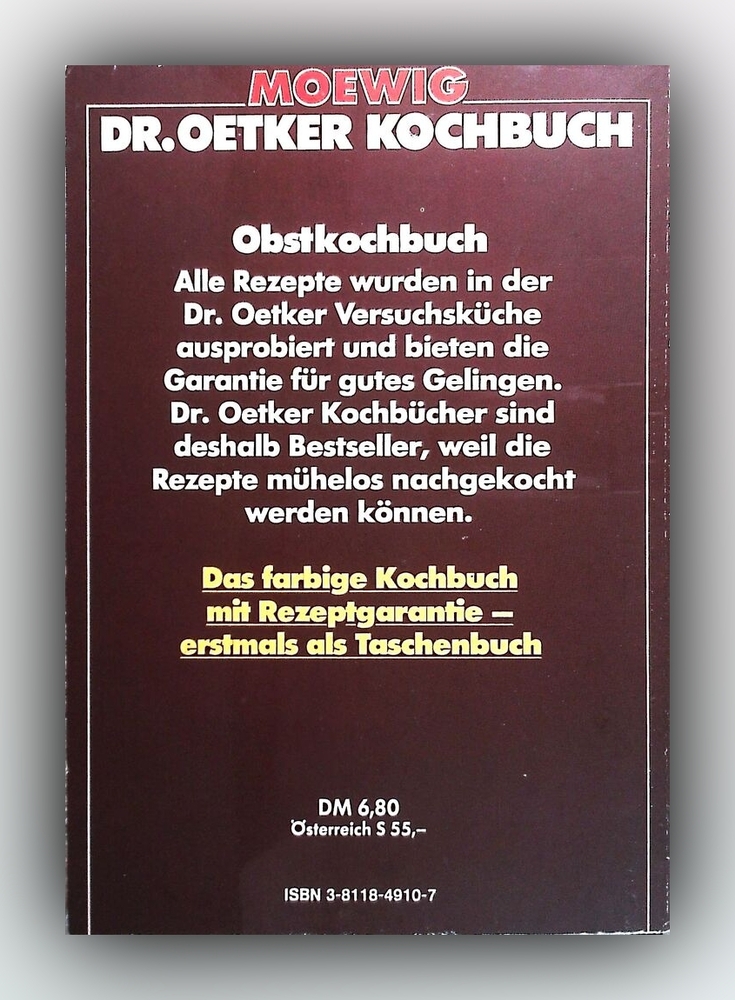 MOEWIG
DR. OETKER KOCHBUCH
Obstkochbuch
Alle Rezepte wurden in der
Dr. Oetker Versuchsküche
ausprobiert und bieten die
Garantie für gutes Gelingen.
Dr. Oetker Kochbücher sind
deshalb Bestseller, weil die
Rezepte mühelos nachgekocht
werden können.
Das farbige Kochbuch
mit Rezeptgarantie –
erstmals als Taschenbuch
DM 6,80
Österreich S 55,–
ISBN 3-8118-4910-7